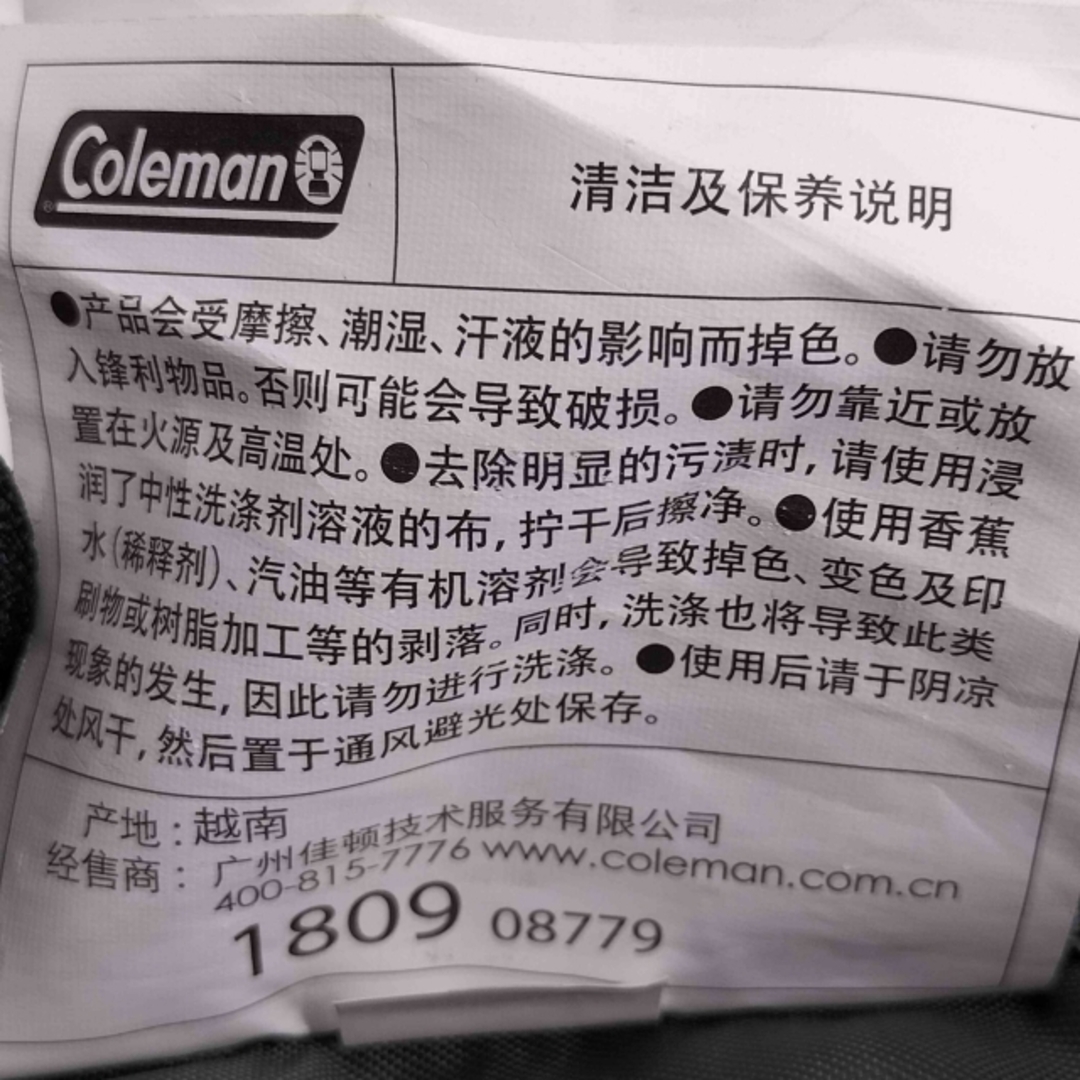 Coleman
清洁及保养说明
●产品会受摩擦、潮湿、汗液的影响而掉色。●请勿放
入锋利物品。否则可能会导致破损。●请勿靠近或放
置在火源及高温处。●去除明显的污渍时,请使用浸
润了中性洗涤剂溶液的布,拧干后擦净。●使用香蕉
水(稀释剂)、汽油等有机溶剂会导致掉色、变色及印
刷物或树脂加工等的剥落。同时,洗涤也将导致此类
现象的发生,因此请勿进行洗涤。●使用后请于阴凉
处风干,然后置于通风避光处保存。
产地:越南
经售商:广州佳顿技术服务有限公司
400-815-7776 www.coleman.com.cn
1809 08779